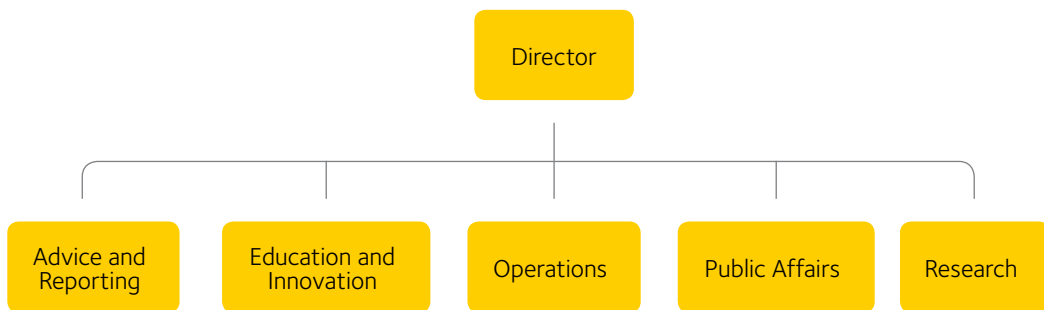 Director
Advice and
Reporting
Education and
Innovation
Operations
Public Affairs
Research